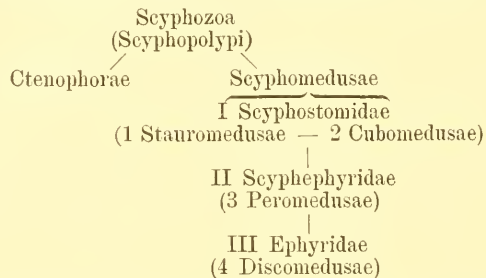 Scyphozoa
(Scyphopolypi)
Ctenophorae Scyphomedusae
I Scyphostomidae
(1 Stauromedusae — 2 Cubomedusae)
II Scyphephyridae
(3 Peromedusae)
III Ephyridae
(4 Discomedusae)